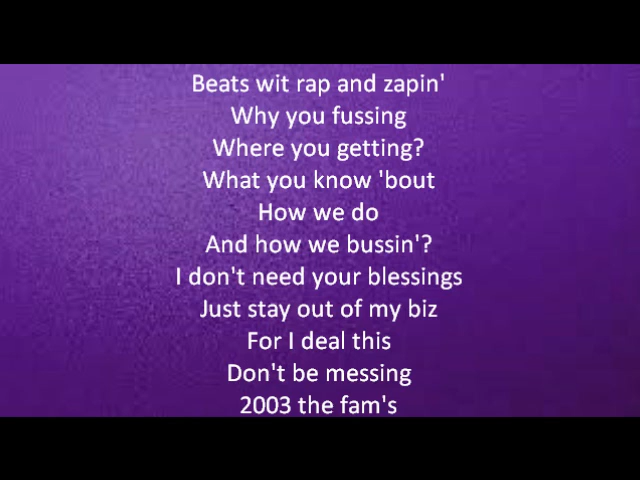 Beats wit rap and zapin'
Why you fussing
Where you getting?
What you know 'bout
How we do
And how we bussin'?
I don't need your blessings
Just stay out of my biz
For I deal this
Don't be messing
2003 the fam's